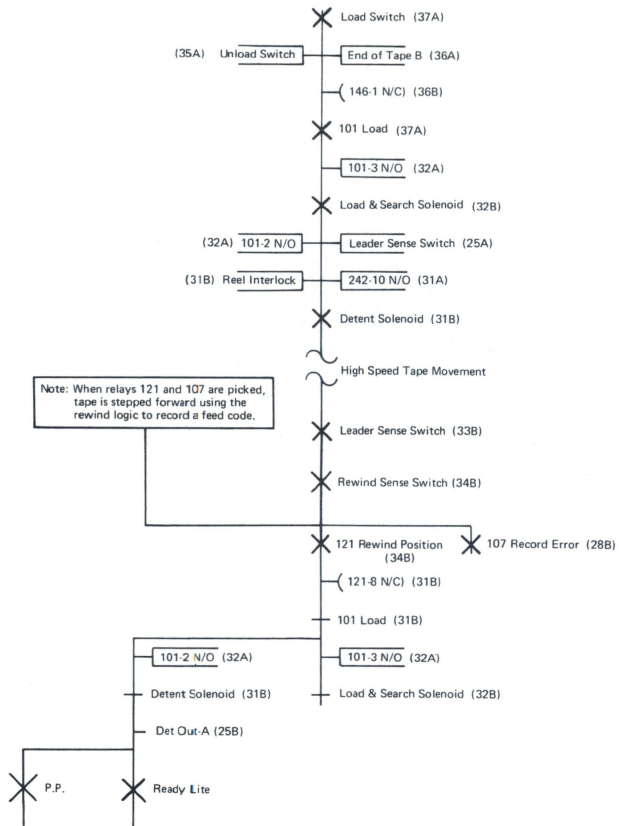 Load Switch (37A)
(35A) Unload Switch
End of Tape B (36A)
146-1 N/C) (36B)
101 Load (37A)
101-3 N/O (32A)
Load & Search Solenoid (32B)
(32A) 101-2 N/O
Leader Sense Switch (25A)
(31B) Reel Interlock
242-10 N/O (31A)
Detent Solenoid (31B)
High Speed Tape Movement
Note: When relays 121 and 107 are picked,
tape is stepped forward using the
rewind logic to record a feed code.
Leader Sense Switch (33B)
Rewind Sense Switch (34B)
121 Rewind Position
(34B)
107 Record Error (28B)
121-8 N/C) (31B)
101 Load (31B)
101-2 N/O (32A)
101-3 N/O (32A)
Detent Solenoid (31B)
Load & Search Solenoid (32B)
Det Out-A (25B)
P.P.
Ready Lite